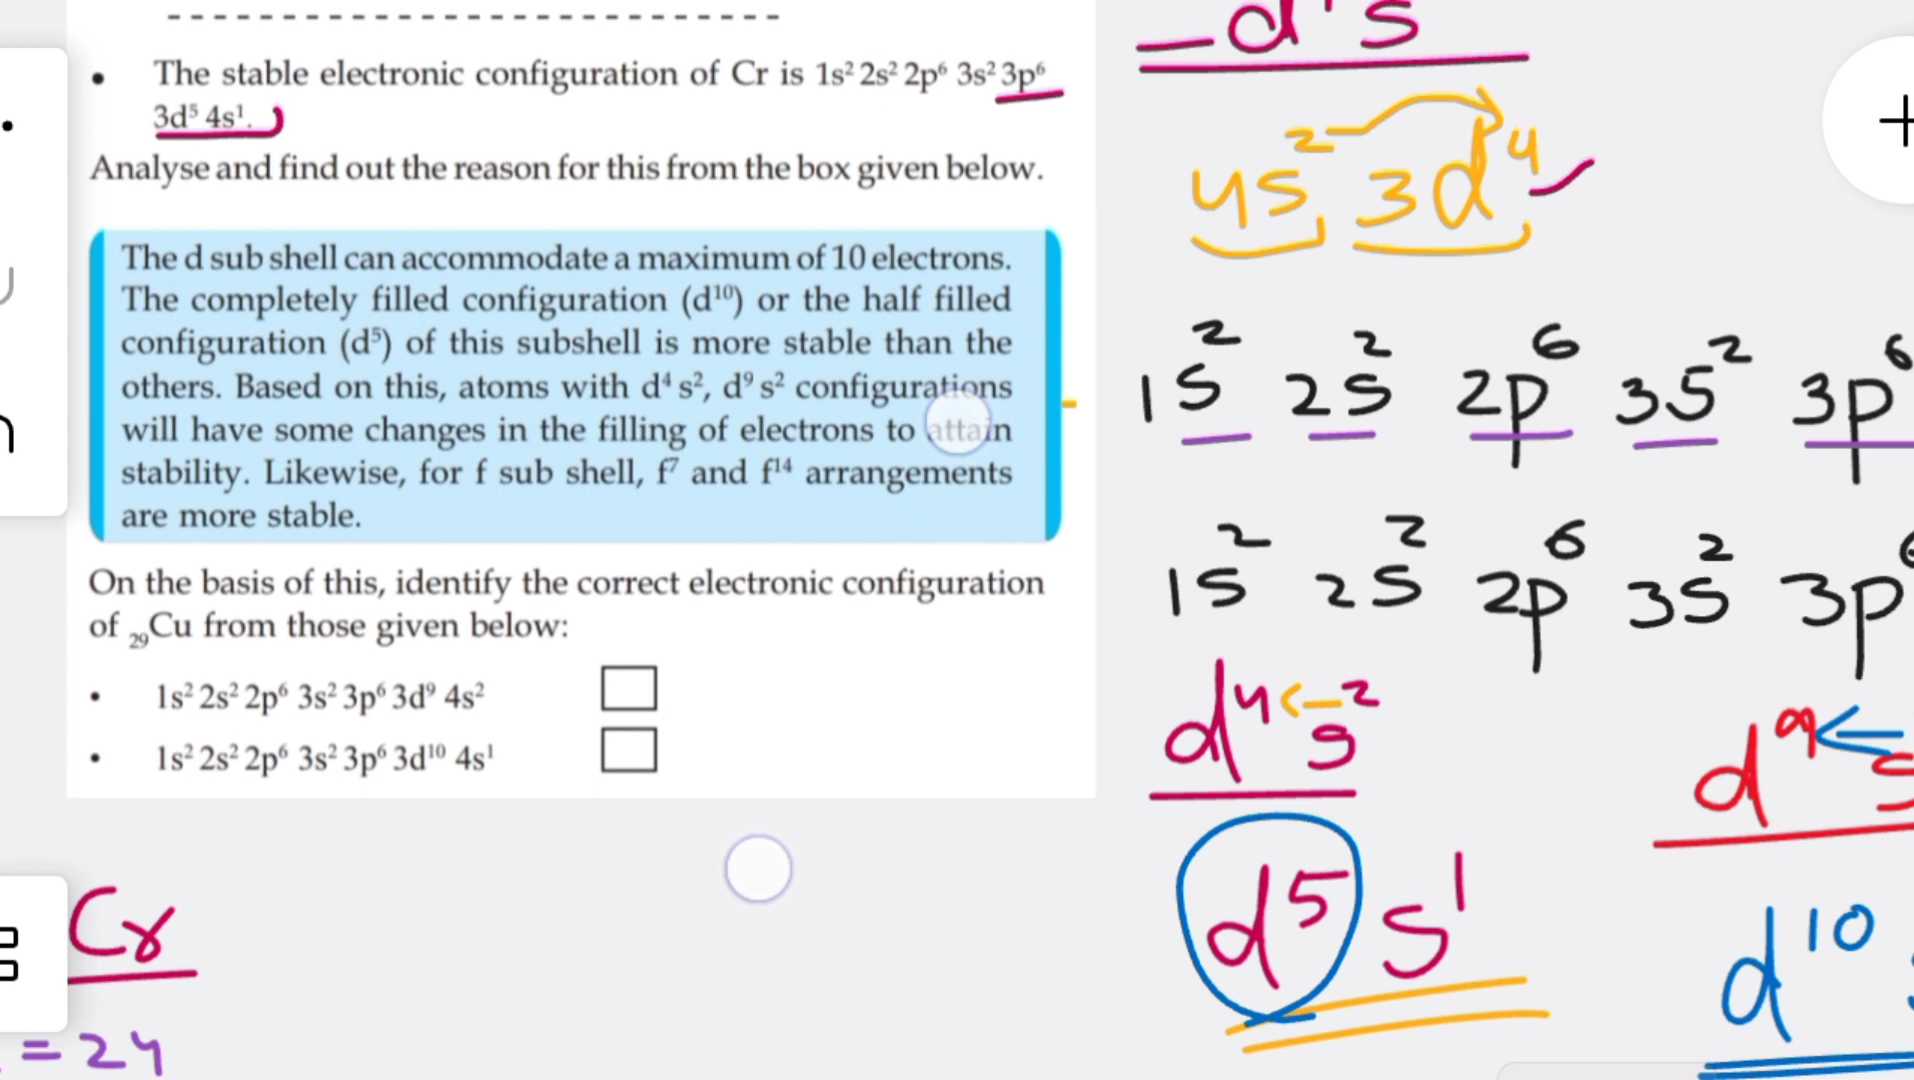 The stable electronic configuration of Cr is 1s² 2s² 2p⁶ 3s² 3p⁶
3d⁵ 4s¹.
Analyse and find out the reason for this from the box given below.
The d sub shell can accommodate a maximum of 10 electrons.
The completely filled configuration (d¹⁰) or the half filled
configuration (d⁵) of this subshell is more stable than the
others. Based on this, atoms with d⁴ s², d⁹ s² configurations
will have some changes in the filling of electrons to attain
stability. Likewise, for f sub shell, f⁷ and f¹⁴ arrangements
are more stable.
On the basis of this, identify the correct electronic configuration
of ₂₉Cu from those given below:
• 1s² 2s² 2p⁶ 3s² 3p⁶ 3d⁹ 4s²
• 1s² 2s² 2p⁶ 3s² 3p⁶ 3d¹⁰ 4s¹
Cr
= 24
4s² 3d⁴
1s² 2s² 2p⁶ 3s² 3p⁶
1s² 2s² 2p⁶ 3s² 3p⁶
d⁴ s²
d⁵ s¹
d⁹ s
d¹⁰